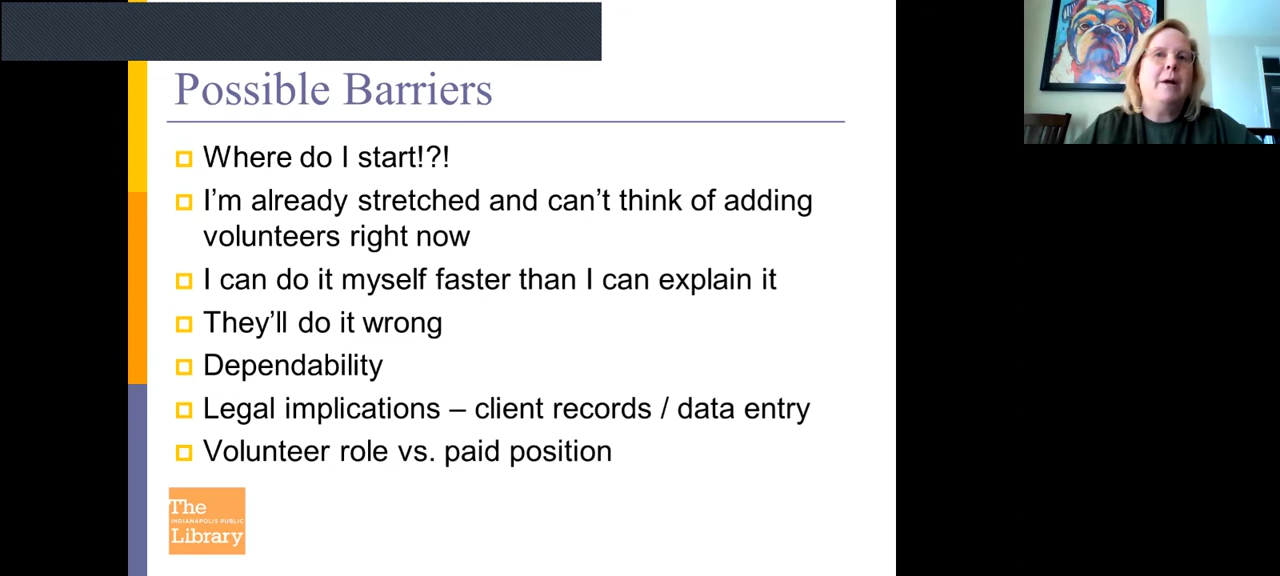 Possible Barriers
Where do I start!?!
I’m already stretched and can’t think of adding
volunteers right now
I can do it myself faster than I can explain it
They’ll do it wrong
Dependability
Legal implications – client records / data entry
Volunteer role vs. paid position
The
INDIANAPOLIS PUBLIC
Library